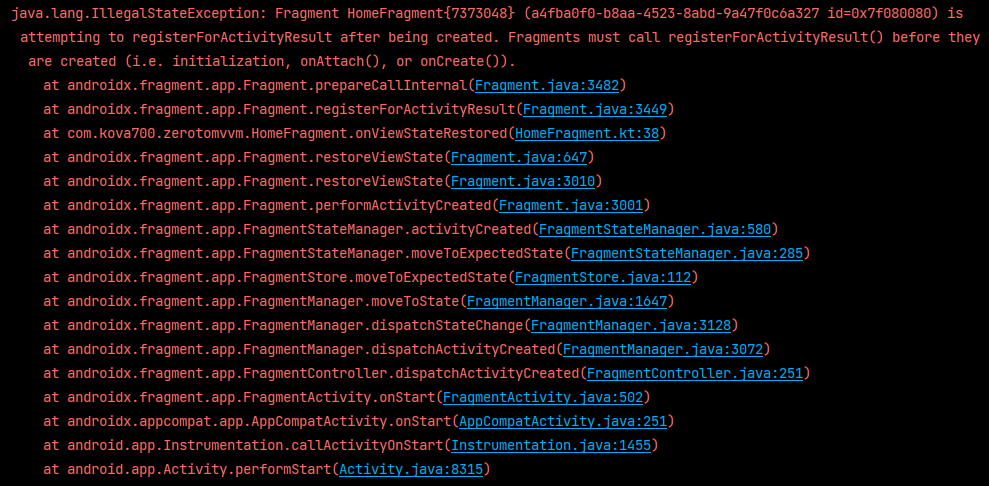 java.lang.IllegalStateException: Fragment HomeFragment{7373048} (a4fba0f0-b8aa-4523-8abd-9a47f0c6a327 id=0x7f080080) is
attempting to registerForActivityResult after being created. Fragments must call registerForActivityResult() before they
are created (i.e. initialization, onAttach(), or onCreate()).
at androidx.fragment.app.Fragment.prepareCallInternal(Fragment.java:3482)
at androidx.fragment.app.Fragment.registerForActivityResult(Fragment.java:3449)
at com.kova700.zerotomvvm.HomeFragment.onViewStateRestored(HomeFragment.kt:38)
at androidx.fragment.app.Fragment.restoreViewState(Fragment.java:647)
at androidx.fragment.app.Fragment.restoreViewState(Fragment.java:3010)
at androidx.fragment.app.Fragment.performActivityCreated(Fragment.java:3001)
at androidx.fragment.app.FragmentStateManager.activityCreated(FragmentStateManager.java:580)
at androidx.fragment.app.FragmentStateManager.moveToExpectedState(FragmentStateManager.java:285)
at androidx.fragment.app.FragmentStore.moveToExpectedState(FragmentStore.java:112)
at androidx.fragment.app.FragmentManager.moveToState(FragmentManager.java:1647)
at androidx.fragment.app.FragmentManager.dispatchStateChange(FragmentManager.java:3128)
at androidx.fragment.app.FragmentManager.dispatchActivityCreated(FragmentManager.java:3072)
at androidx.fragment.app.FragmentController.dispatchActivityCreated(FragmentController.java:251)
at androidx.fragment.app.FragmentActivity.onStart(FragmentActivity.java:502)
at androidx.appcompat.app.AppCompatActivity.onStart(AppCompatActivity.java:251)
at android.app.Instrumentation.callActivityOnStart(Instrumentation.java:1455)
at android.app.Activity.performStart(Activity.java:8315)